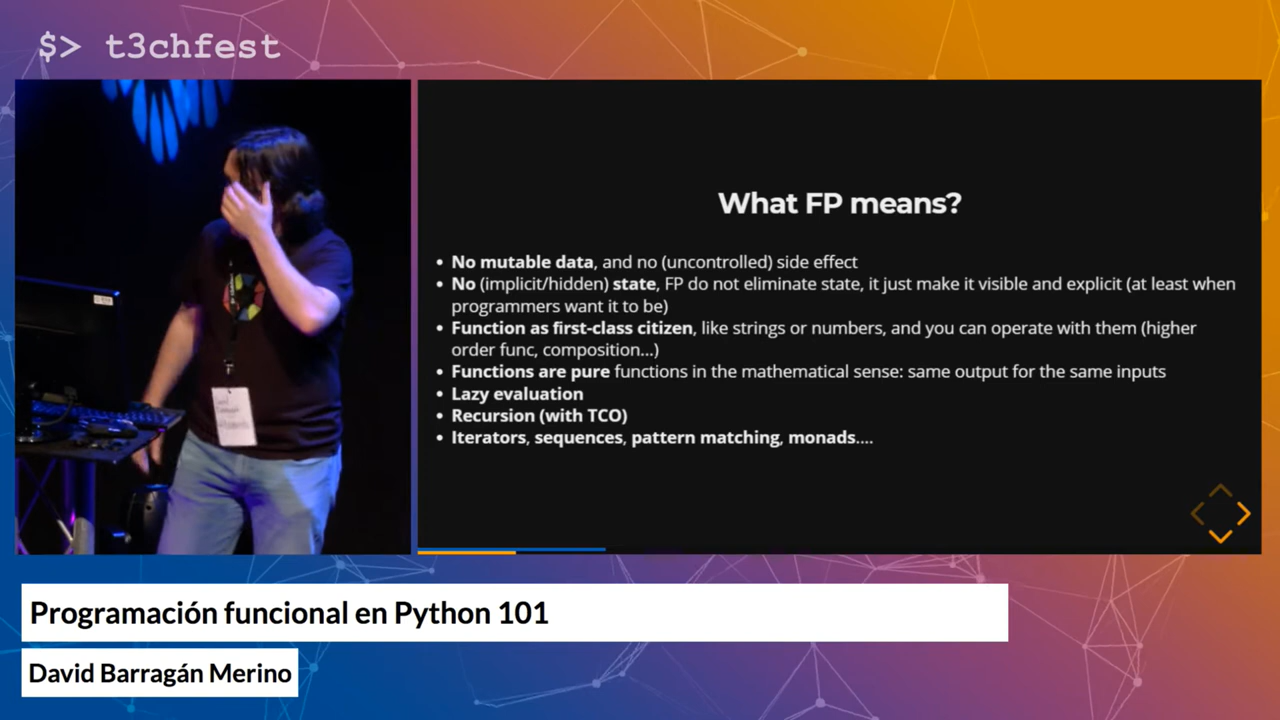 $> t3chfest
What FP means?
• No mutable data, and no (uncontrolled) side effect
• No (implicit/hidden) state, FP do not eliminate state, it just make it visible and explicit (at least when
programmers want it to be)
• Function as first-class citizen, like strings or numbers, and you can operate with them (higher
order func, composition...)
• Functions are pure functions in the mathematical sense: same output for the same inputs
• Lazy evaluation
• Recursion (with TCO)
• Iterators, sequences, pattern matching, monads....
Programación funcional en Python 101
David Barragán Merino